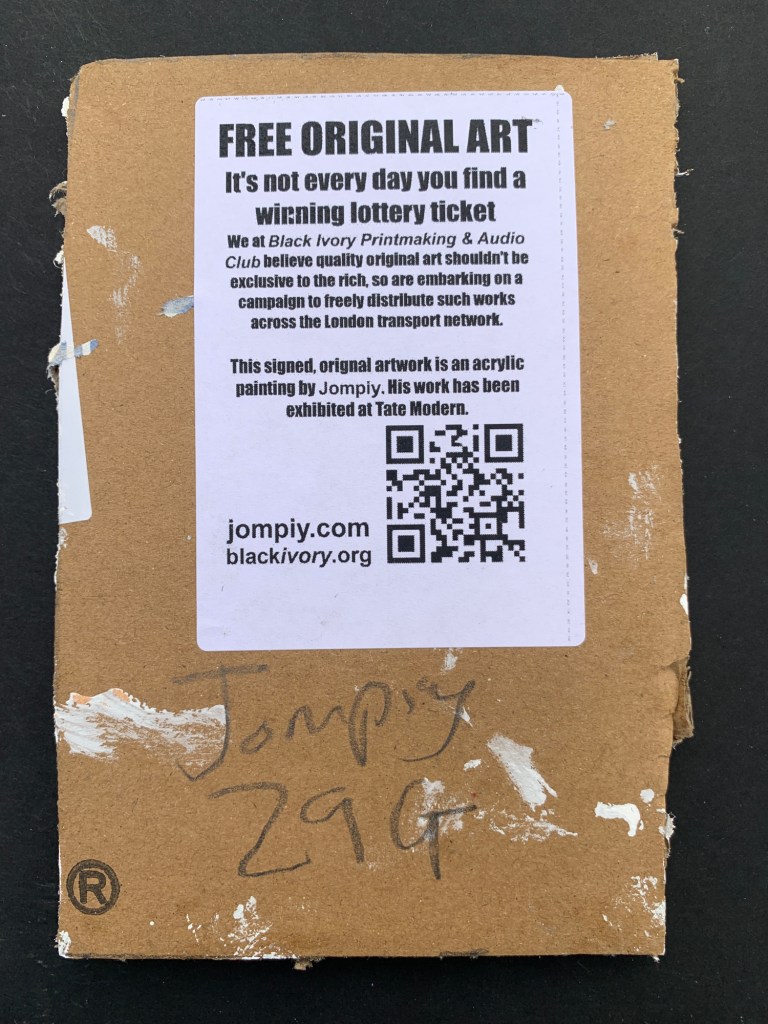 FREE ORIGINAL ART
It's not every day you find a
winning lottery ticket
We at Black Ivory Printmaking & Audio
Club believe quality original art shouldn't be
exclusive to the rich, so are embarking on a
campaign to freely distribute such works
across the London transport network.
This signed, orignal artwork is an acrylic
painting by Jompiy. His work has been
exhibited at Tate Modern.
jompiy.com
blackivory.org
Jompiy
29G
®